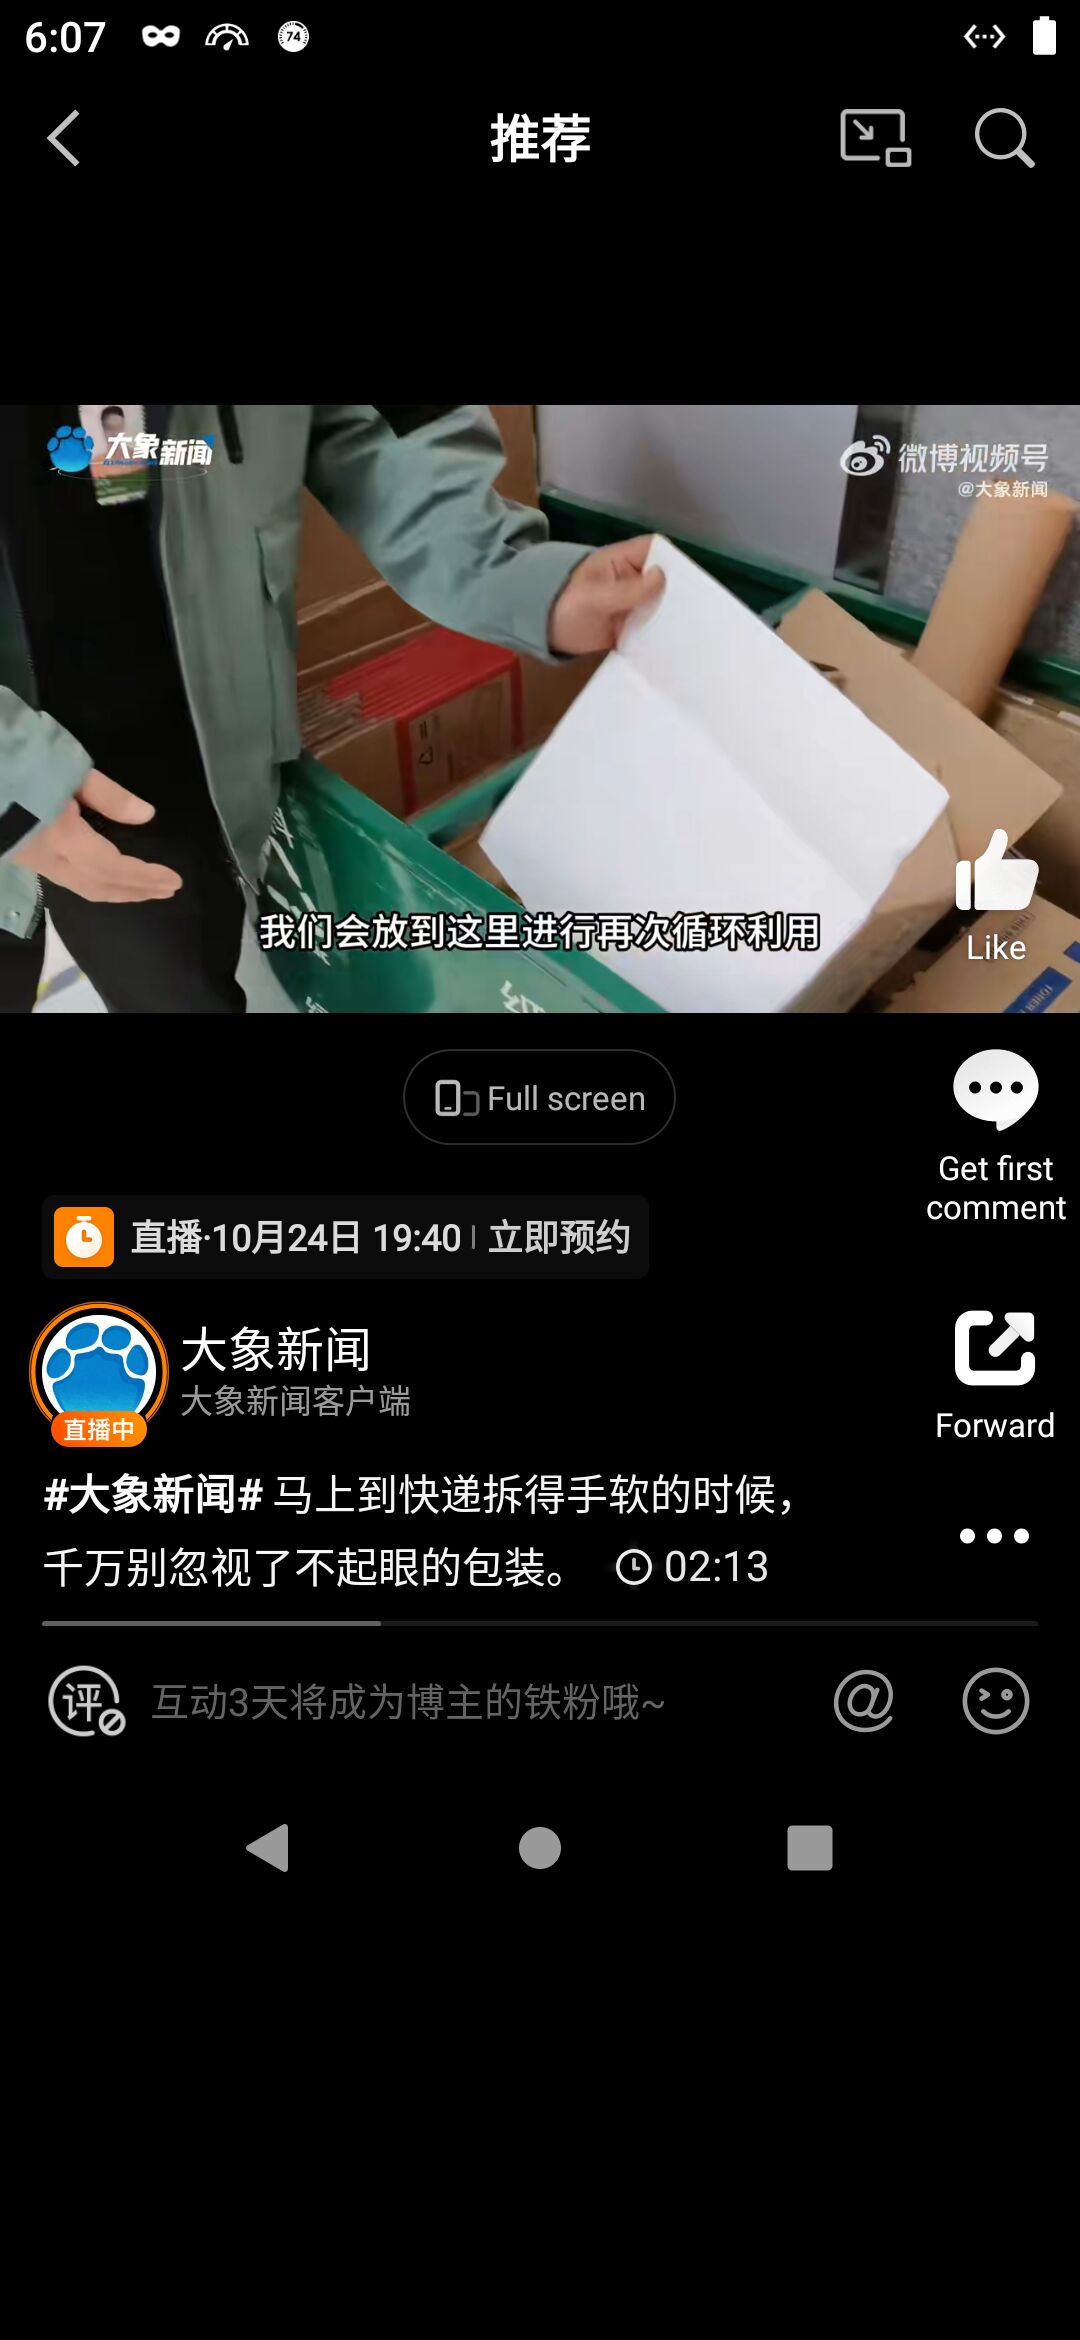 6:07
74
推荐
大象新闻
微博视频号
@大象新闻
我们会放到这里进行再次循环利用
Like
Full screen
Get first
comment
直播·10月24日 19:40 | 立即预约
大象新闻
大象新闻客户端
直播中
Forward
#大象新闻# 马上到快递拆得手软的时候，
千万别忽视了不起眼的包装。 02:13
评 互动3天将成为博主的铁粉哦~